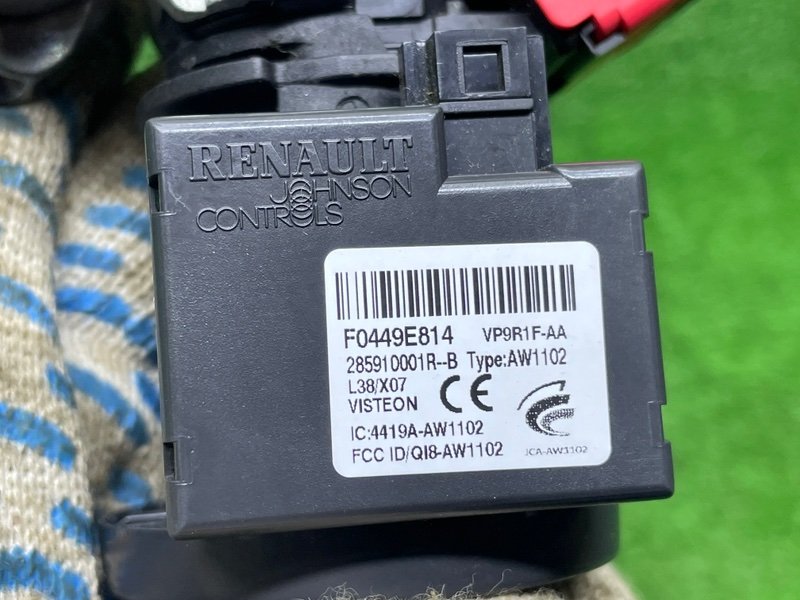 RENAULT
JOHNSON
CONTROLS
F0449E814 VP9R1F-AA
285910001R--B Type:AW1102
L38/X07
VISTEON CE
IC:4419A-AW1102
FCC ID/QI8-AW1102 JCA-AW1102